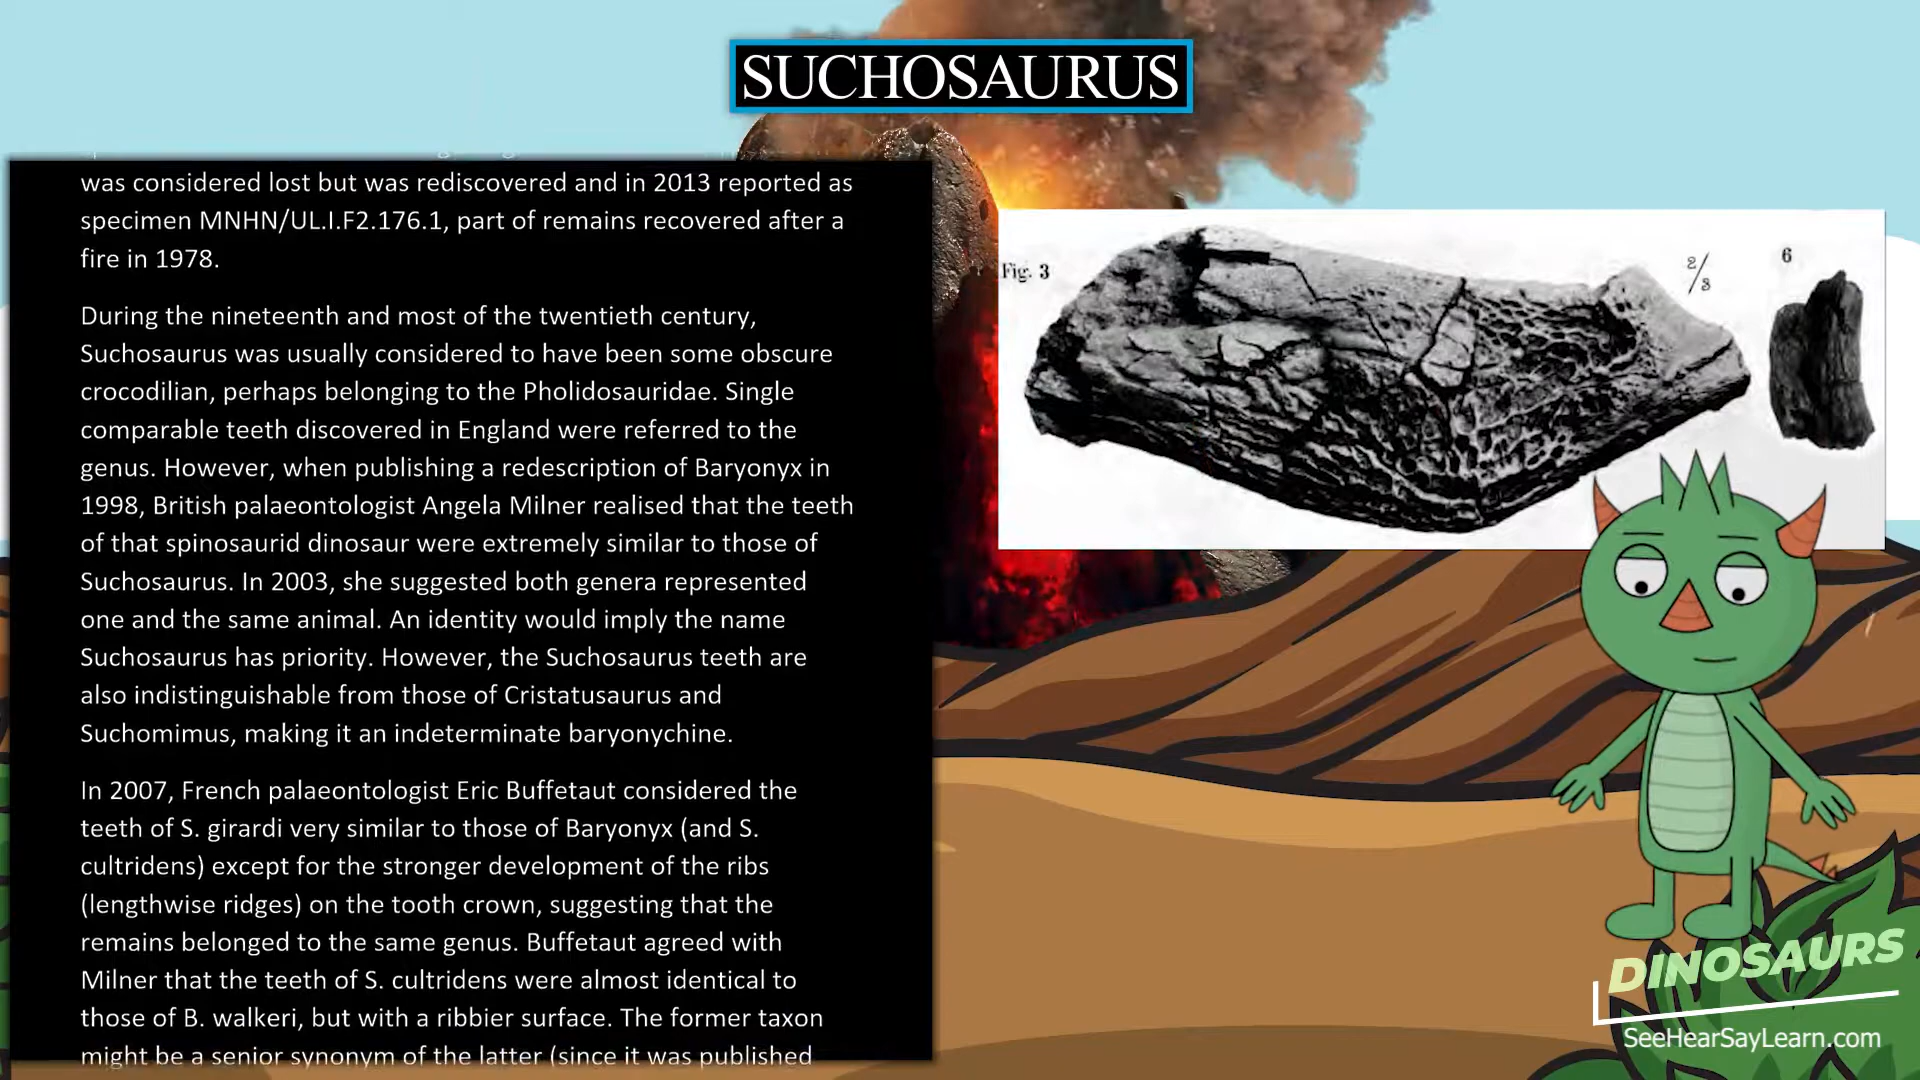 SUCHOSAURUS
was considered lost but was rediscovered and in 2013 reported as
specimen MNHN/UL.I.F2.176.1, part of remains recovered after a
fire in 1978.
During the nineteenth and most of the twentieth century,
Suchosaurus was usually considered to have been some obscure
crocodilian, perhaps belonging to the Pholidosauridae. Single
comparable teeth discovered in England were referred to the
genus. However, when publishing a redescription of Baryonyx in
1998, British palaeontologist Angela Milner realised that the teeth
of that spinosaurid dinosaur were extremely similar to those of
Suchosaurus. In 2003, she suggested both genera represented
one and the same animal. An identity would imply the name
Suchosaurus has priority. However, the Suchosaurus teeth are
also indistinguishable from those of Cristatusaurus and
Suchomimus, making it an indeterminate baryonychine.
In 2007, French palaeontologist Eric Buffetaut considered the
teeth of S. girardi very similar to those of Baryonyx (and S.
cultridens) except for the stronger development of the ribs
(lengthwise ridges) on the tooth crown, suggesting that the
remains belonged to the same genus. Buffetaut agreed with
Milner that the teeth of S. cultridens were almost identical to
those of B. walkeri, but with a ribbier surface. The former taxon
might be a senior synonym of the latter (since it was published
Fig. 3
2/3
6
DINOSAURS
SeeHearSayLearn.com